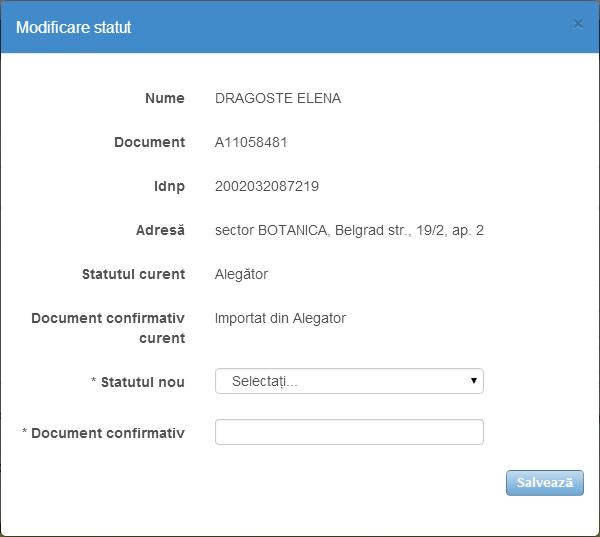 Modificare statut ×
Nume DRAGOSTE ELENA
Document A11058481
Idnp 2002032087219
Adresă sector BOTANICA, Belgrad str., 19/2, ap. 2
Statutul curent Alegător
Document confirmativ curent Importat din Alegator
* Statutul nou Selectați...
* Document confirmativ
Salvează